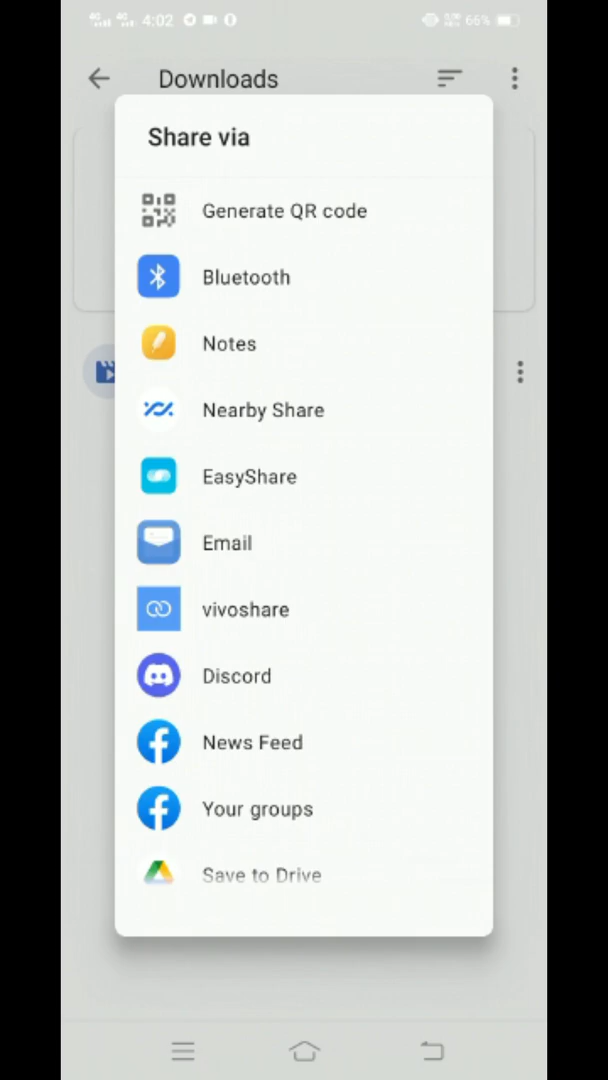 4:02
66%
Downloads
Share via
Generate QR code
Bluetooth
Notes
Nearby Share
EasyShare
Email
vivoshare
Discord
News Feed
Your groups
Save to Drive